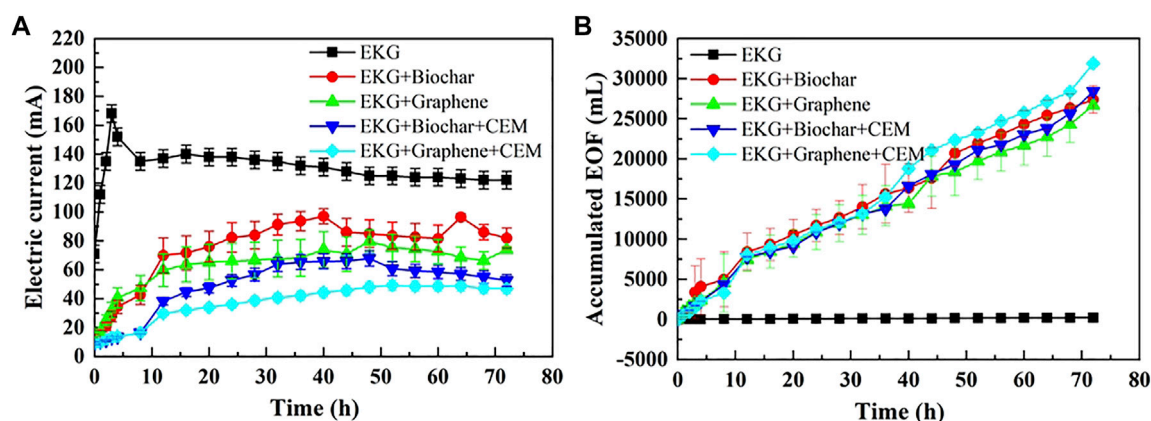 A
Electric current (mA)
220
200
180
160
140
120
100
80
60
40
20
0
EKG
EKG+Biochar
EKG+Graphene
EKG+Biochar+CEM
EKG+Graphene+CEM
0 10 20 30 40 50 60 70 80
Time (h)
B
Accumulated EOF (mL)
35000
30000
25000
20000
15000
10000
5000
0
-5000
EKG
EKG+Biochar
EKG+Graphene
EKG+Biochar+CEM
EKG+Graphene+CEM
0 10 20 30 40 50 60 70 80
Time (h)